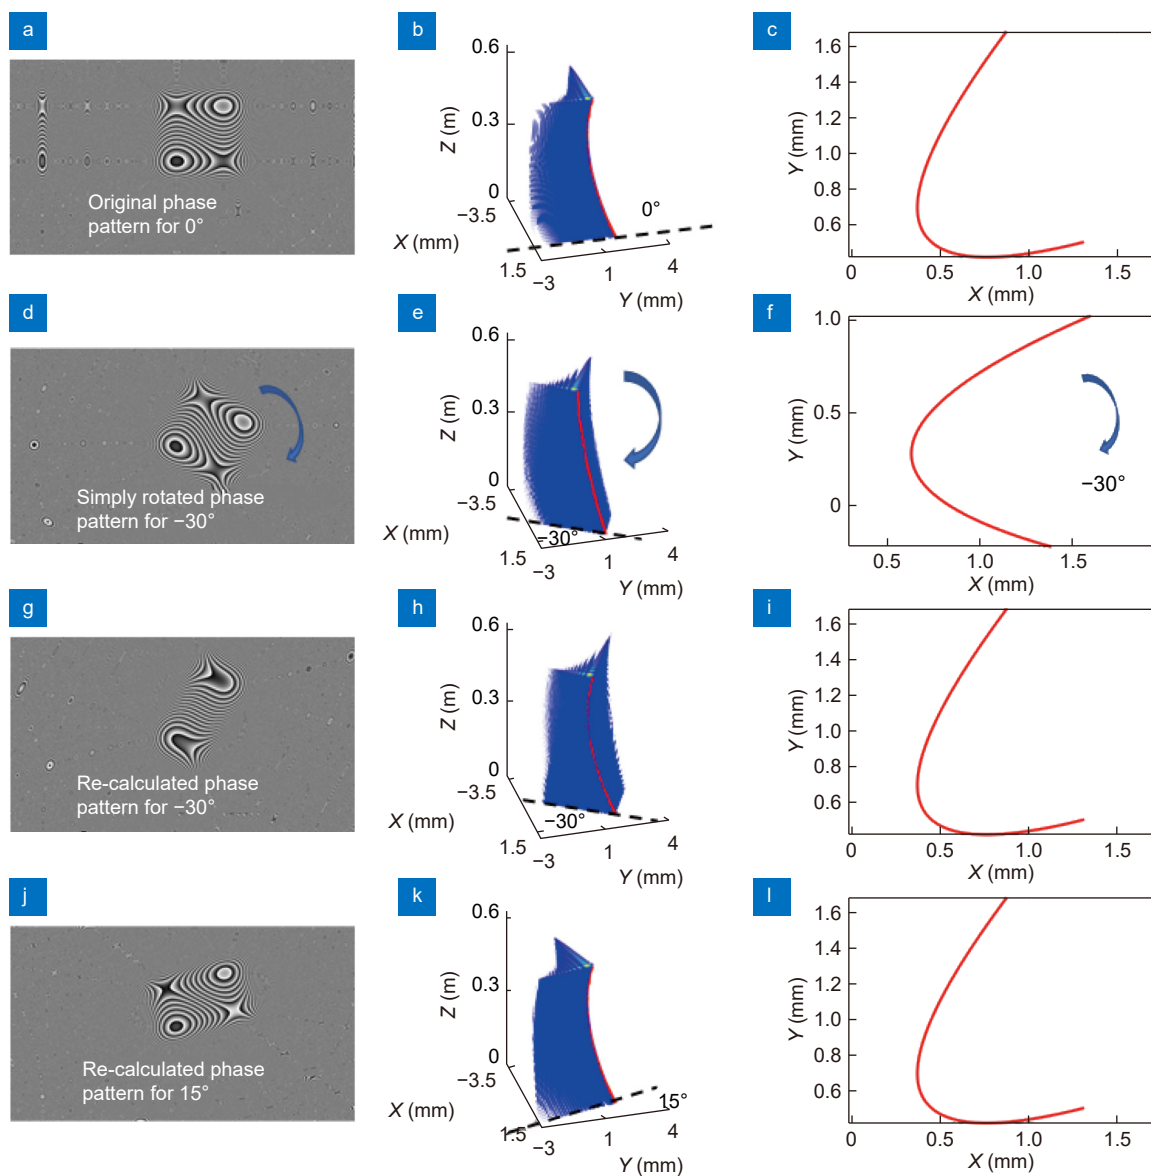 a
Original phase
pattern for 0°
b
0.6
0.3
0
Z (m)
−3.5
X (mm)
1.5
−3
1
4
Y (mm)
0°
c
1.6
1.4
1.2
1.0
0.8
0.6
Y (mm)
0
0.5
1.0
1.5
X (mm)
d
Simply rotated phase
pattern for −30°
e
0.6
0.3
0
Z (m)
−3.5
X (mm)
1.5
−3
1
4
Y (mm)
−30°
f
1.0
0.5
0
Y (mm)
0.5
1.0
1.5
X (mm)
−30°
g
Re-calculated phase
pattern for −30°
h
0.6
0.3
0
Z (m)
−3.5
X (mm)
1.5
−3
1
4
Y (mm)
−30°
i
1.6
1.4
1.2
1.0
0.8
0.6
Y (mm)
0
0.5
1.0
1.5
X (mm)
j
Re-calculated phase
pattern for 15°
k
0.6
0.3
0
Z (m)
−3.5
X (mm)
1.5
−3
1
4
Y (mm)
15°
l
1.6
1.4
1.2
1.0
0.8
0.6
Y (mm)
0
0.5
1.0
1.5
X (mm)